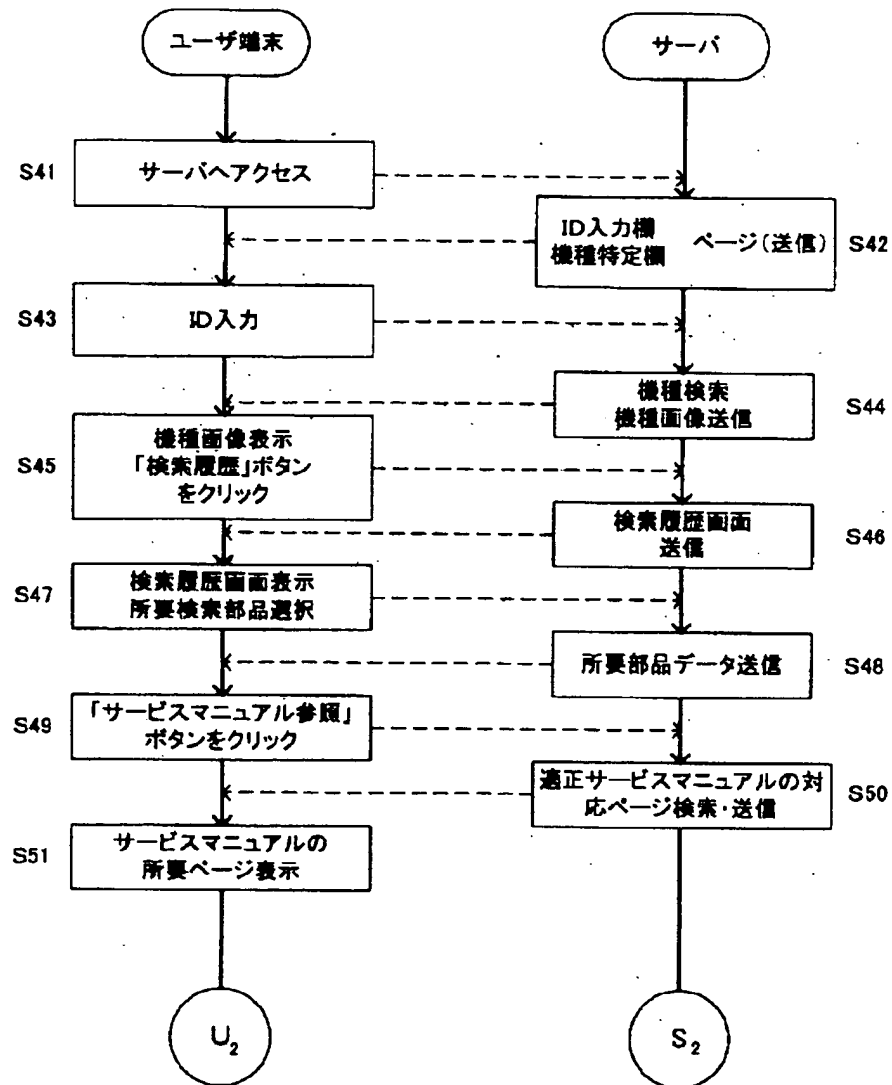 ユーザ端末
サーバ
S41
サーバへアクセス
ID入力欄
機種特定欄
ページ(送信)
S42
S43
ID入力
機種検索
機種画像送信
S44
S45
機種画像表示
「検索履歴」ボタン
をクリック
検索履歴画面
送信
S46
S47
検索履歴画面表示
所要検索部品選択
所要部品データ送信
S48
S49
「サービスマニュアル参照」
ボタンをクリック
適正サービスマニュアルの対
応ページ検索・送信
S50
S51
サービスマニュアルの
所要ページ表示
U2
S2